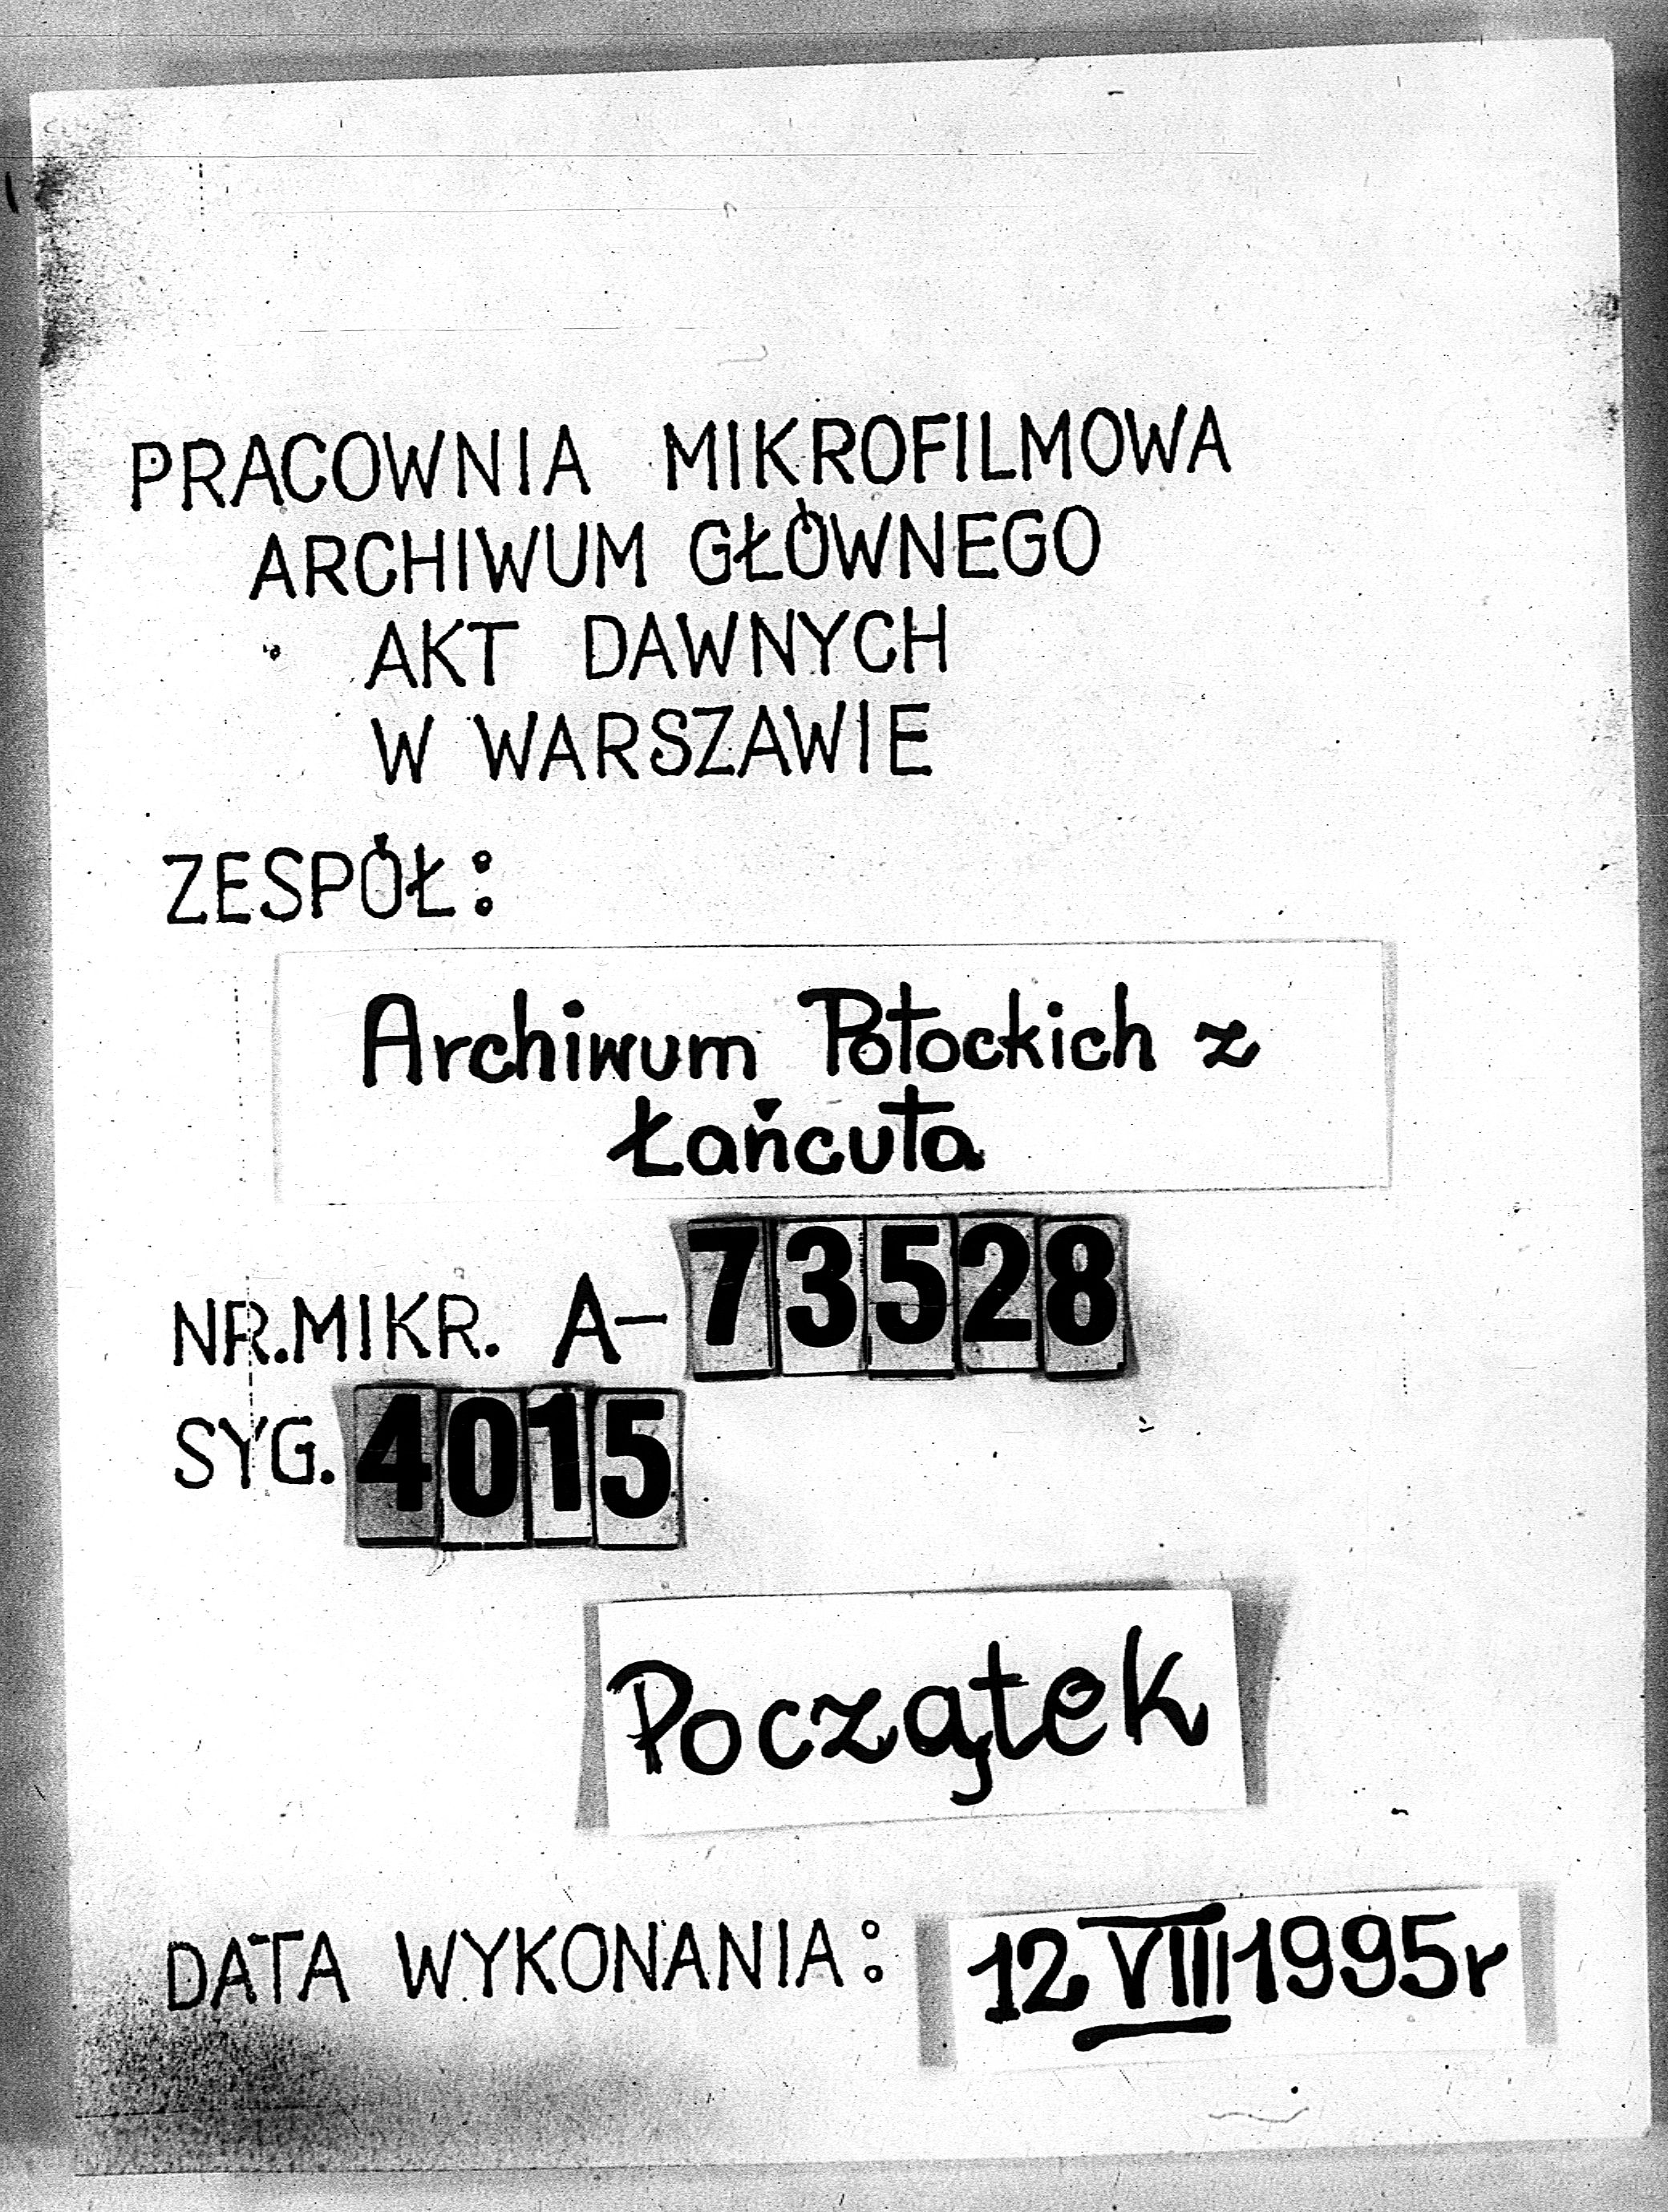 PRACOWNIA MIKROFILMOWA
ARCHIWUM GŁÓWNEGO
AKT DAWNYCH
W WARSZAWIE
ZESPÓŁ:
Archiwum Potockich z
Łańcuta
NR.MIKR. A-73528
SYG. 4015
Początek
DATA WYKONANIA: 12 VIII 1995r